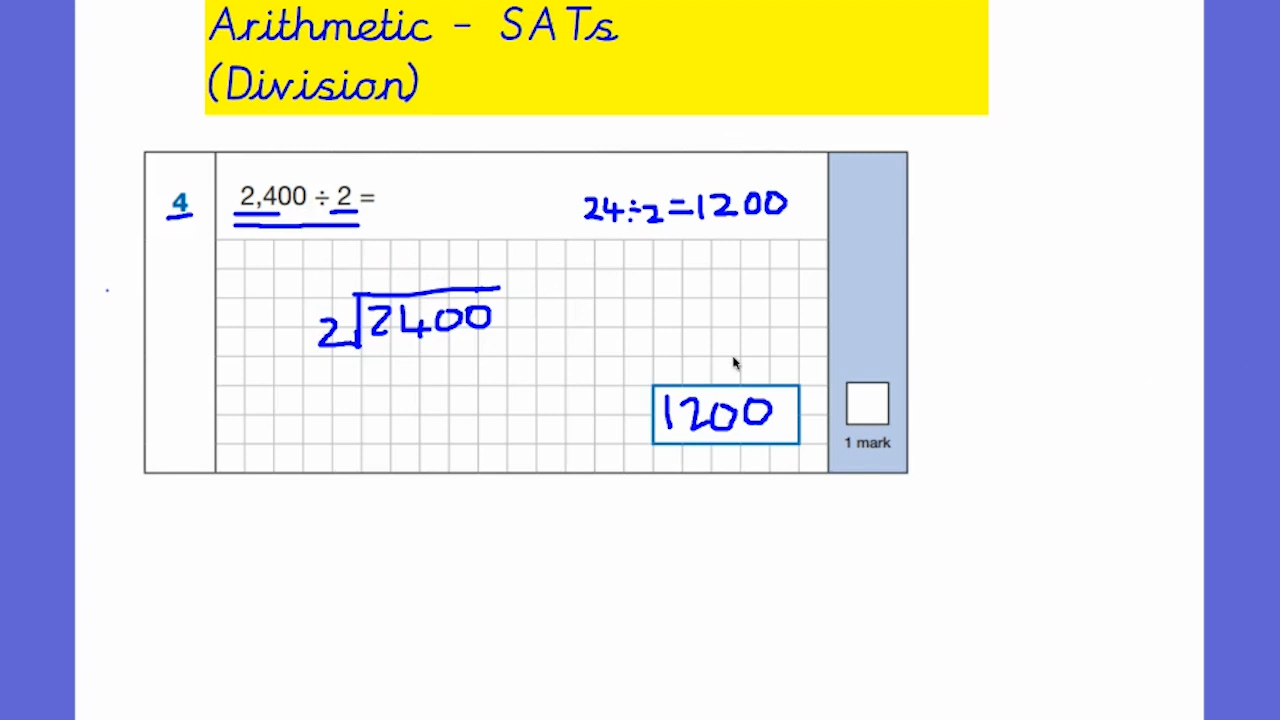 Arithmetic - SATs
(Division)
4
2,400 ÷ 2 =
24÷2=1200
2 2400
1200
1 mark